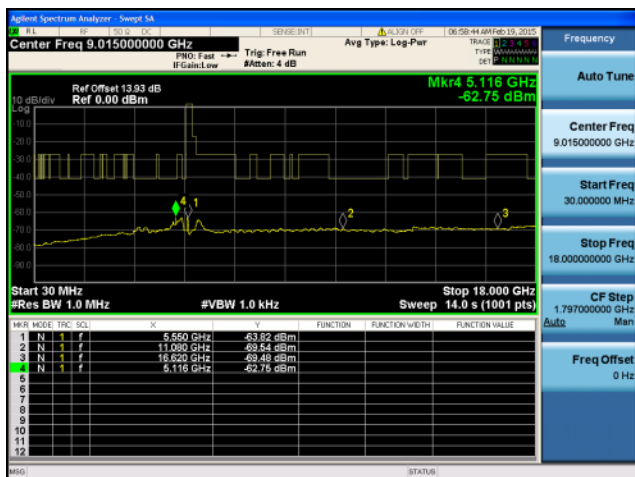 Agilent Spectrum Analyzer - Swept SA
RL RF 50 Ω DC SENSE:INT ALIGN OFF 06:58:44 AM Feb 19, 2015
Center Freq 9.015000000 GHz
PNO: Fast
IFGain:Low
Trig: Free Run
#Atten: 4 dB
Avg Type: Log-Pwr
TRACE 1 2 3 4 5 6
TYPE
DET P N N N N N
Frequency
Mkr4 5.116 GHz
-62.75 dBm
Ref Offset 13.93 dB
10 dB/div Ref 0.00 dBm
Log
-10.0
-20.0
-30.0
-40.0
-50.0
-60.0
-70.0
-80.0
-90.0
4 1
2
3
Start 30 MHz Stop 18.000 GHz
#Res BW 1.0 MHz #VBW 1.0 kHz Sweep 14.0 s (1001 pts)
MKR MODE TRC SCL X Y FUNCTION FUNCTION WIDTH FUNCTION VALUE
1 N 1 f 5.550 GHz -63.82 dBm
2 N 1 f 11.080 GHz -69.54 dBm
3 N 1 f 16.620 GHz -69.48 dBm
4 N 1 f 5.116 GHz -62.75 dBm
5
6
7
8
9
10
11
12
MSG STATUS
Auto Tune
Center Freq
9.015000000 GHz
Start Freq
30.000000 MHz
Stop Freq
18.000000000 GHz
CF Step
1.797000000 GHz
Auto Man
Freq Offset
0 Hz